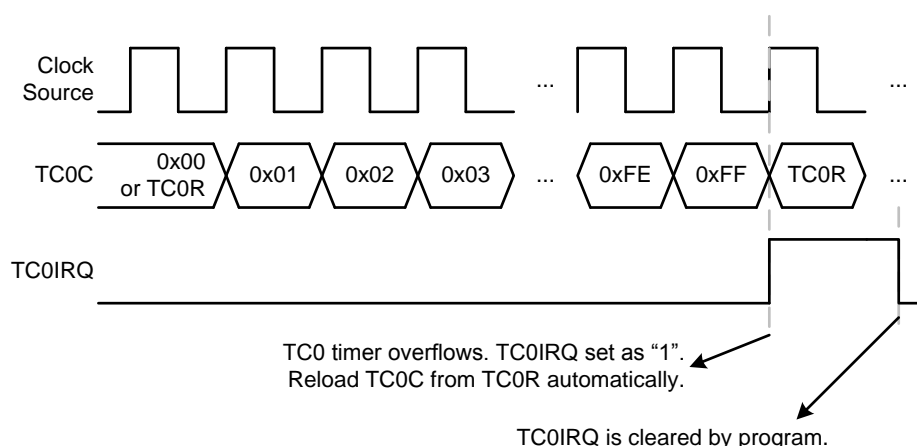 Clock
Source
... ...
TC0C
0x00
or TC0R
0x01 0x02 0x03 ... 0xFE 0xFF TC0R ...
TC0IRQ
TC0 timer overflows. TC0IRQ set as “1”.
Reload TC0C from TC0R automatically.
TC0IRQ is cleared by program.